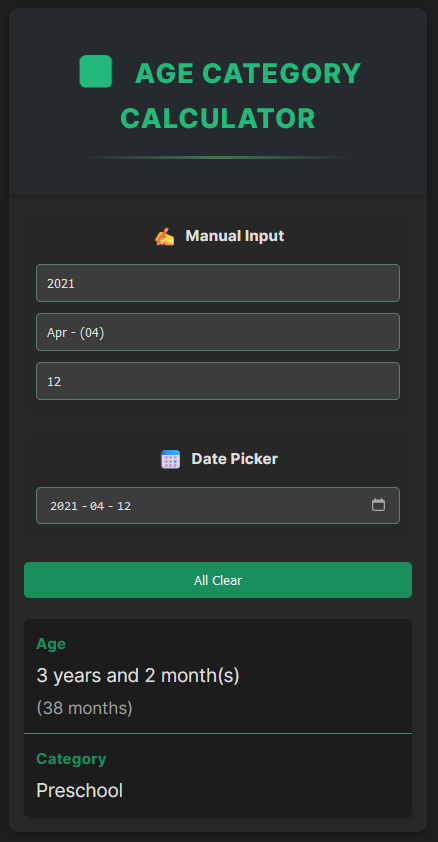 AGE CATEGORY
CALCULATOR
Manual Input
2021
Apr - (04)
12
Date Picker
2021-04-12
All Clear
Age
3 years and 2 month(s)
(38 months)
Category
Preschool